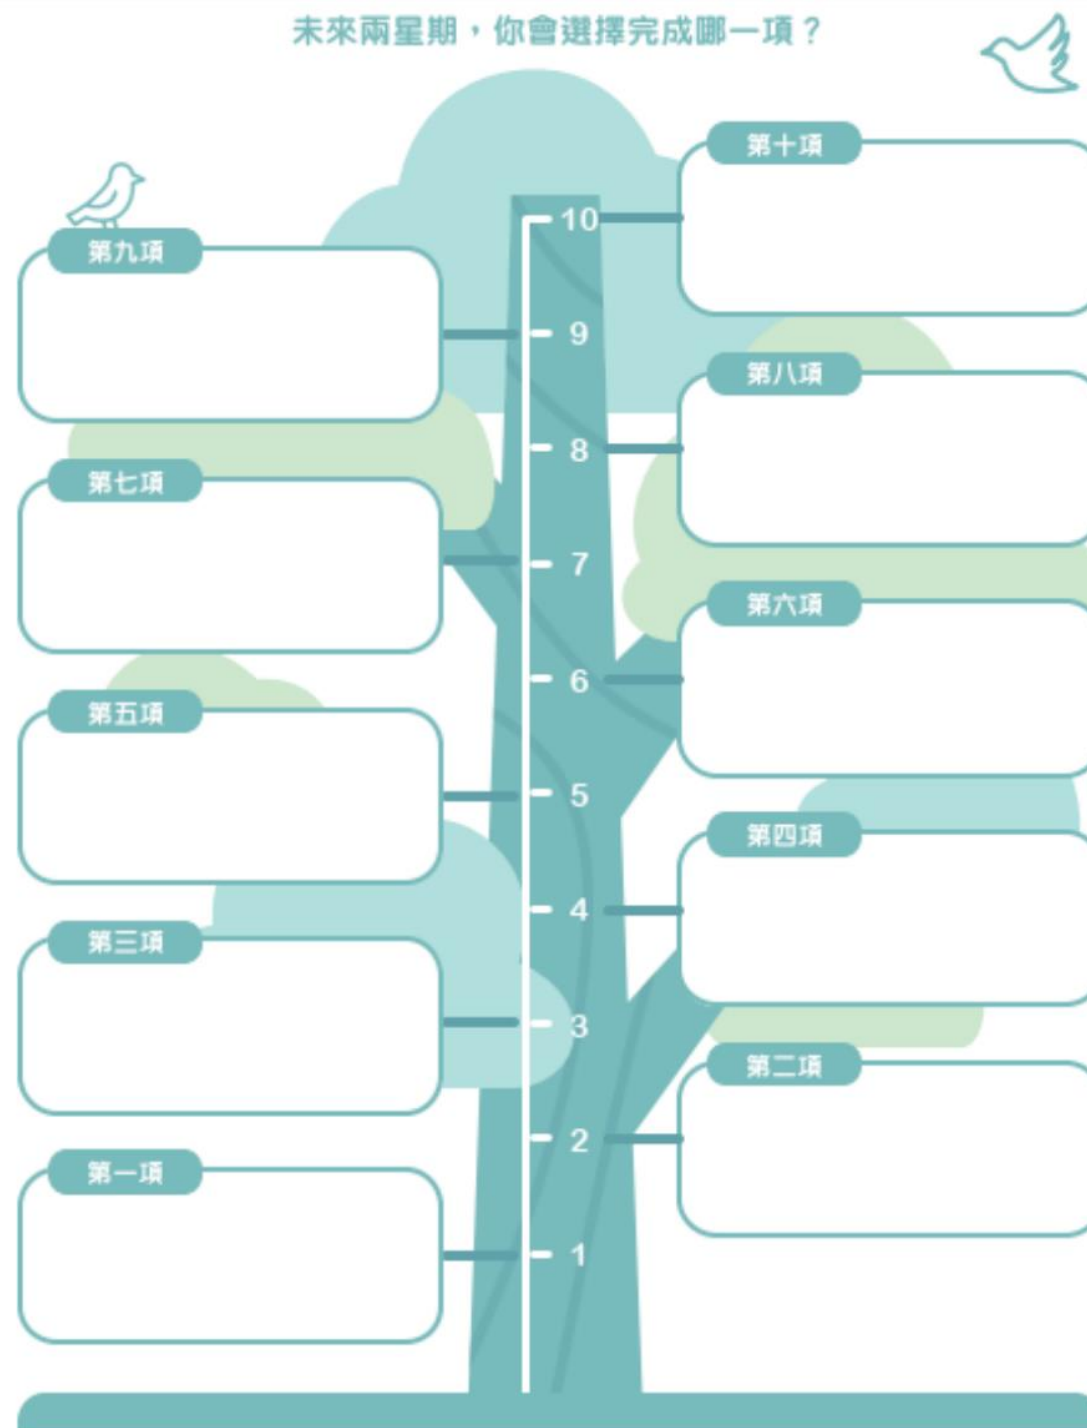 未來兩星期，你會選擇完成哪一項？
第十項
10
第九項
9
第八項
8
第七項
7
第六項
6
第五項
5
第四項
4
第三項
3
第二項
2
第一項
1